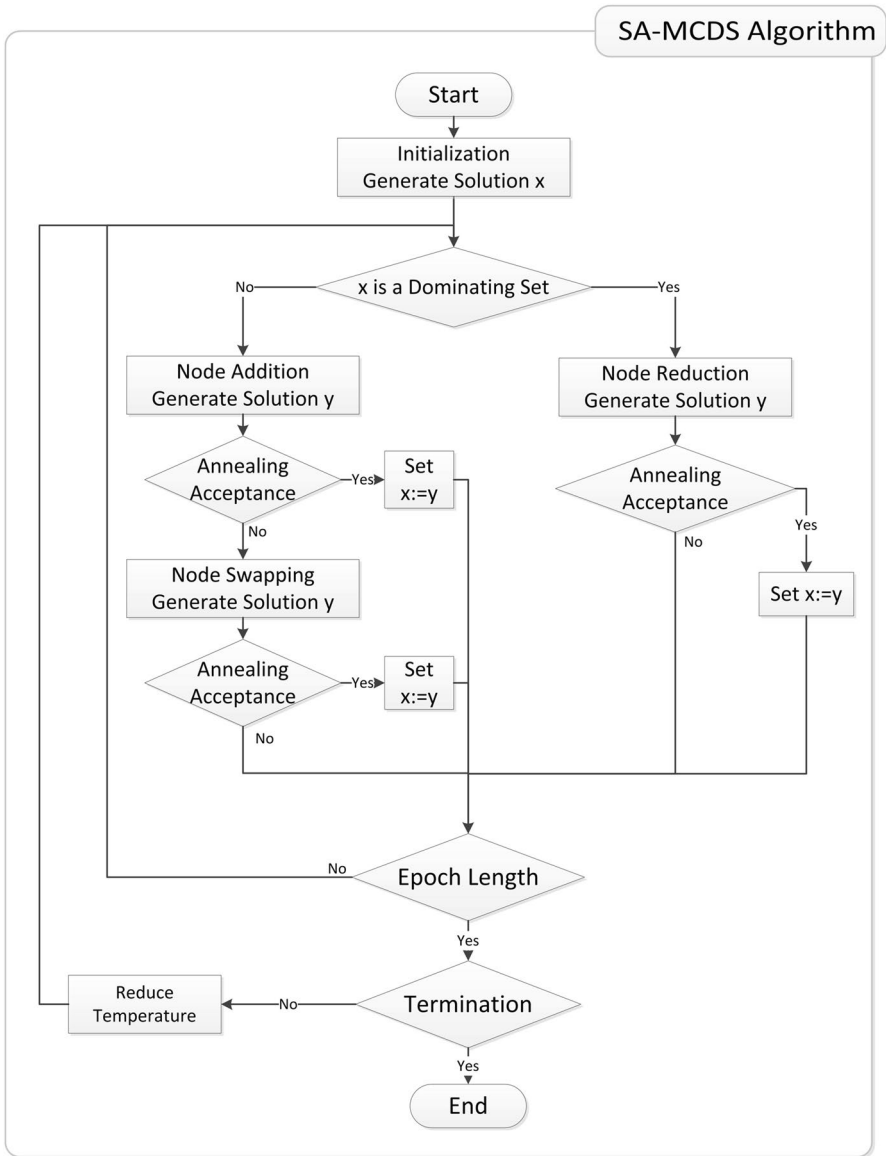 SA-MCDS Algorithm
Start
Initialization
Generate Solution x
x is a Dominating Set
No
Yes
Node Addition
Generate Solution y
Node Reduction
Generate Solution y
Annealing
Acceptance
Yes
Set
x:=y
No
Annealing
Acceptance
Yes
No
Set x:=y
Node Swapping
Generate Solution y
Annealing
Acceptance
Yes
Set
x:=y
No
Epoch Length
No
Yes
Termination
No
Reduce
Temperature
Yes
End